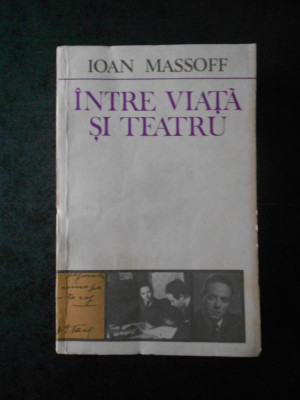 IOAN MASSOFF
ÎNTRE VIAȚĂ
ȘI TEATRU